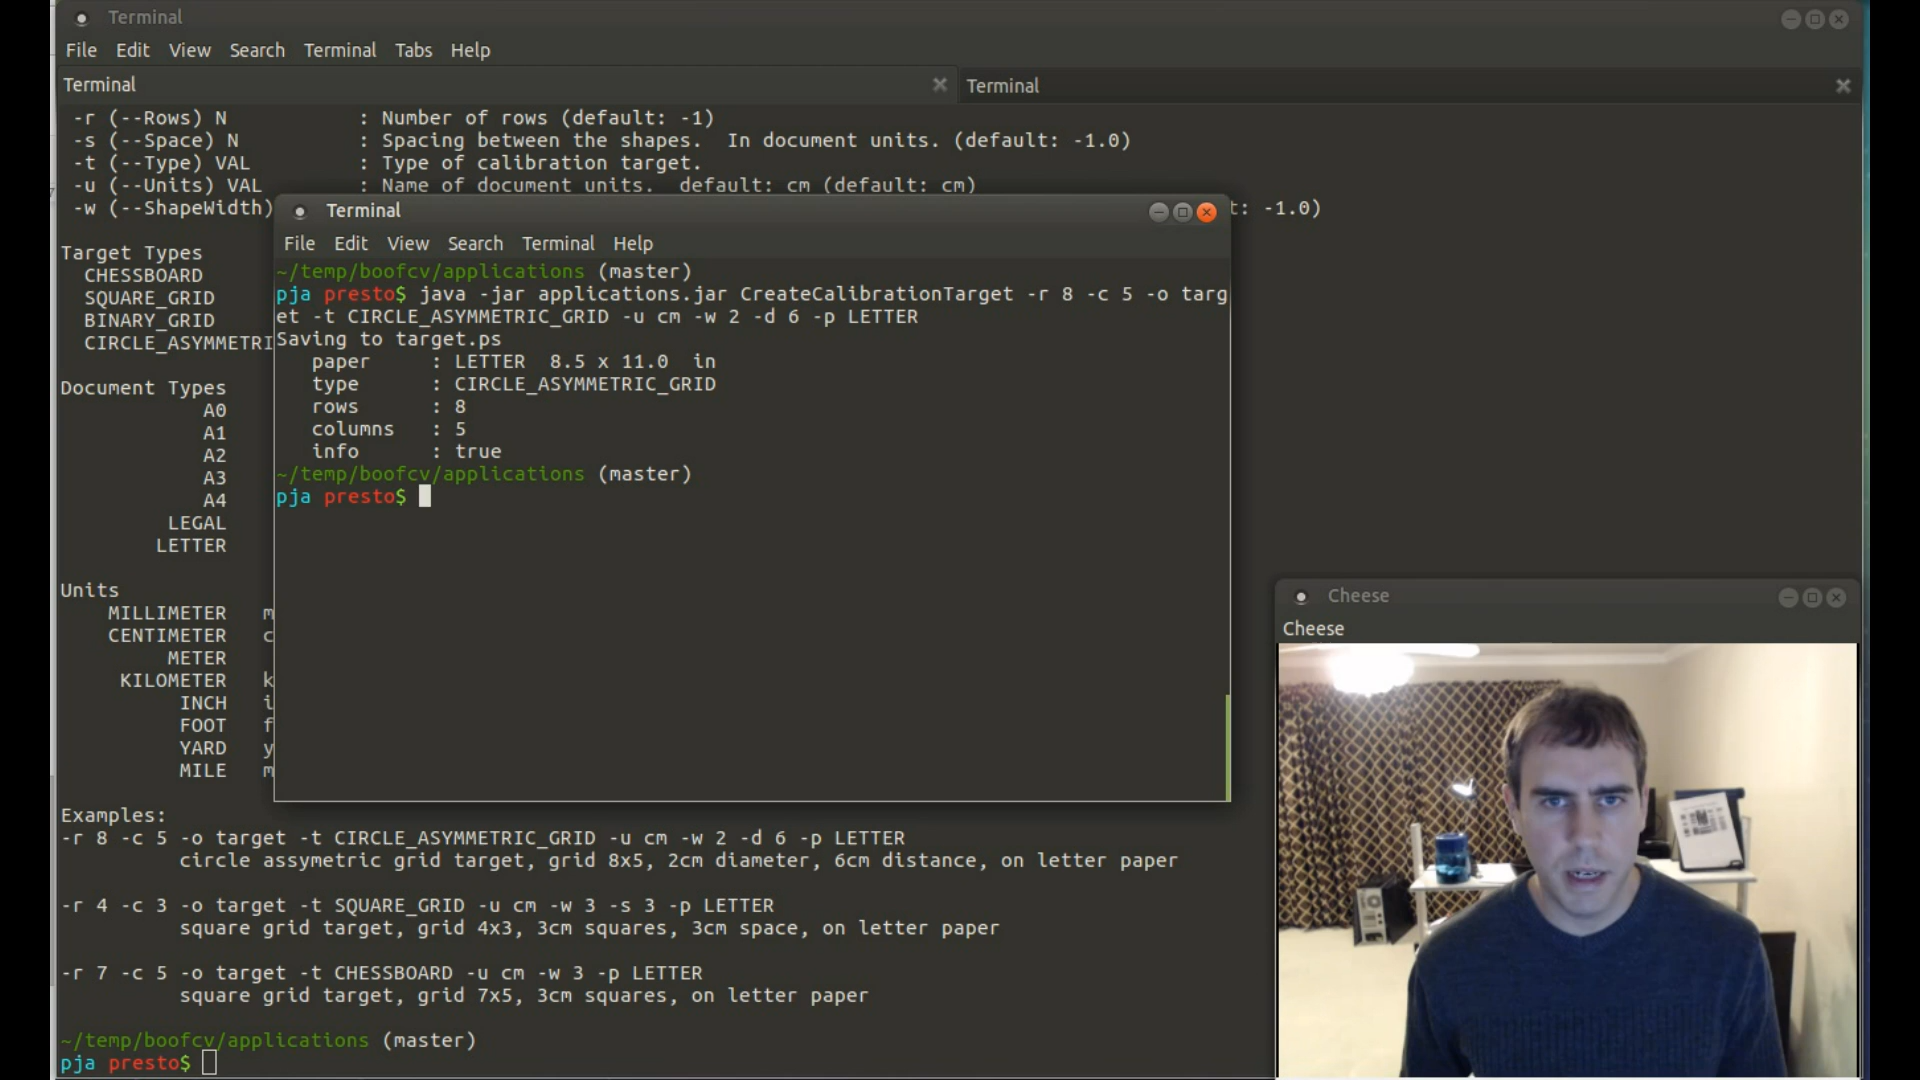 Terminal
File Edit View Search Terminal Tabs Help
Terminal
Terminal
-r (--Rows) N : Number of rows (default: -1)
-s (--Space) N : Spacing between the shapes. In document units. (default: -1.0)
-t (--Type) VAL : Type of calibration target.
-u (--Units) VAL : Name of document units. default: cm (default: cm)
-w (--ShapeWidth) t: -1.0)
Target Types
CHESSBOARD
SQUARE_GRID
BINARY_GRID
CIRCLE_ASYMMETRI
Document Types
A0
A1
A2
A3
A4
LEGAL
LETTER
Units
MILLIMETER m
CENTIMETER c
METER
KILOMETER k
INCH i
FOOT f
YARD y
MILE m
Examples:
-r 8 -c 5 -o target -t CIRCLE_ASYMMETRIC_GRID -u cm -w 2 -d 6 -p LETTER
circle assymetric grid target, grid 8x5, 2cm diameter, 6cm distance, on letter paper
-r 4 -c 3 -o target -t SQUARE_GRID -u cm -w 3 -s 3 -p LETTER
square grid target, grid 4x3, 3cm squares, 3cm space, on letter paper
-r 7 -c 5 -o target -t CHESSBOARD -u cm -w 3 -p LETTER
square grid target, grid 7x5, 3cm squares, on letter paper
~/temp/boofcv/applications (master)
pja presto$
Terminal
File Edit View Search Terminal Help
~/temp/boofcv/applications (master)
pja presto$ java -jar applications.jar CreateCalibrationTarget -r 8 -c 5 -o targ
et -t CIRCLE_ASYMMETRIC_GRID -u cm -w 2 -d 6 -p LETTER
Saving to target.ps
paper : LETTER 8.5 x 11.0 in
type : CIRCLE_ASYMMETRIC_GRID
rows : 8
columns : 5
info : true
~/temp/boofcv/applications (master)
pja presto$
Cheese
Cheese